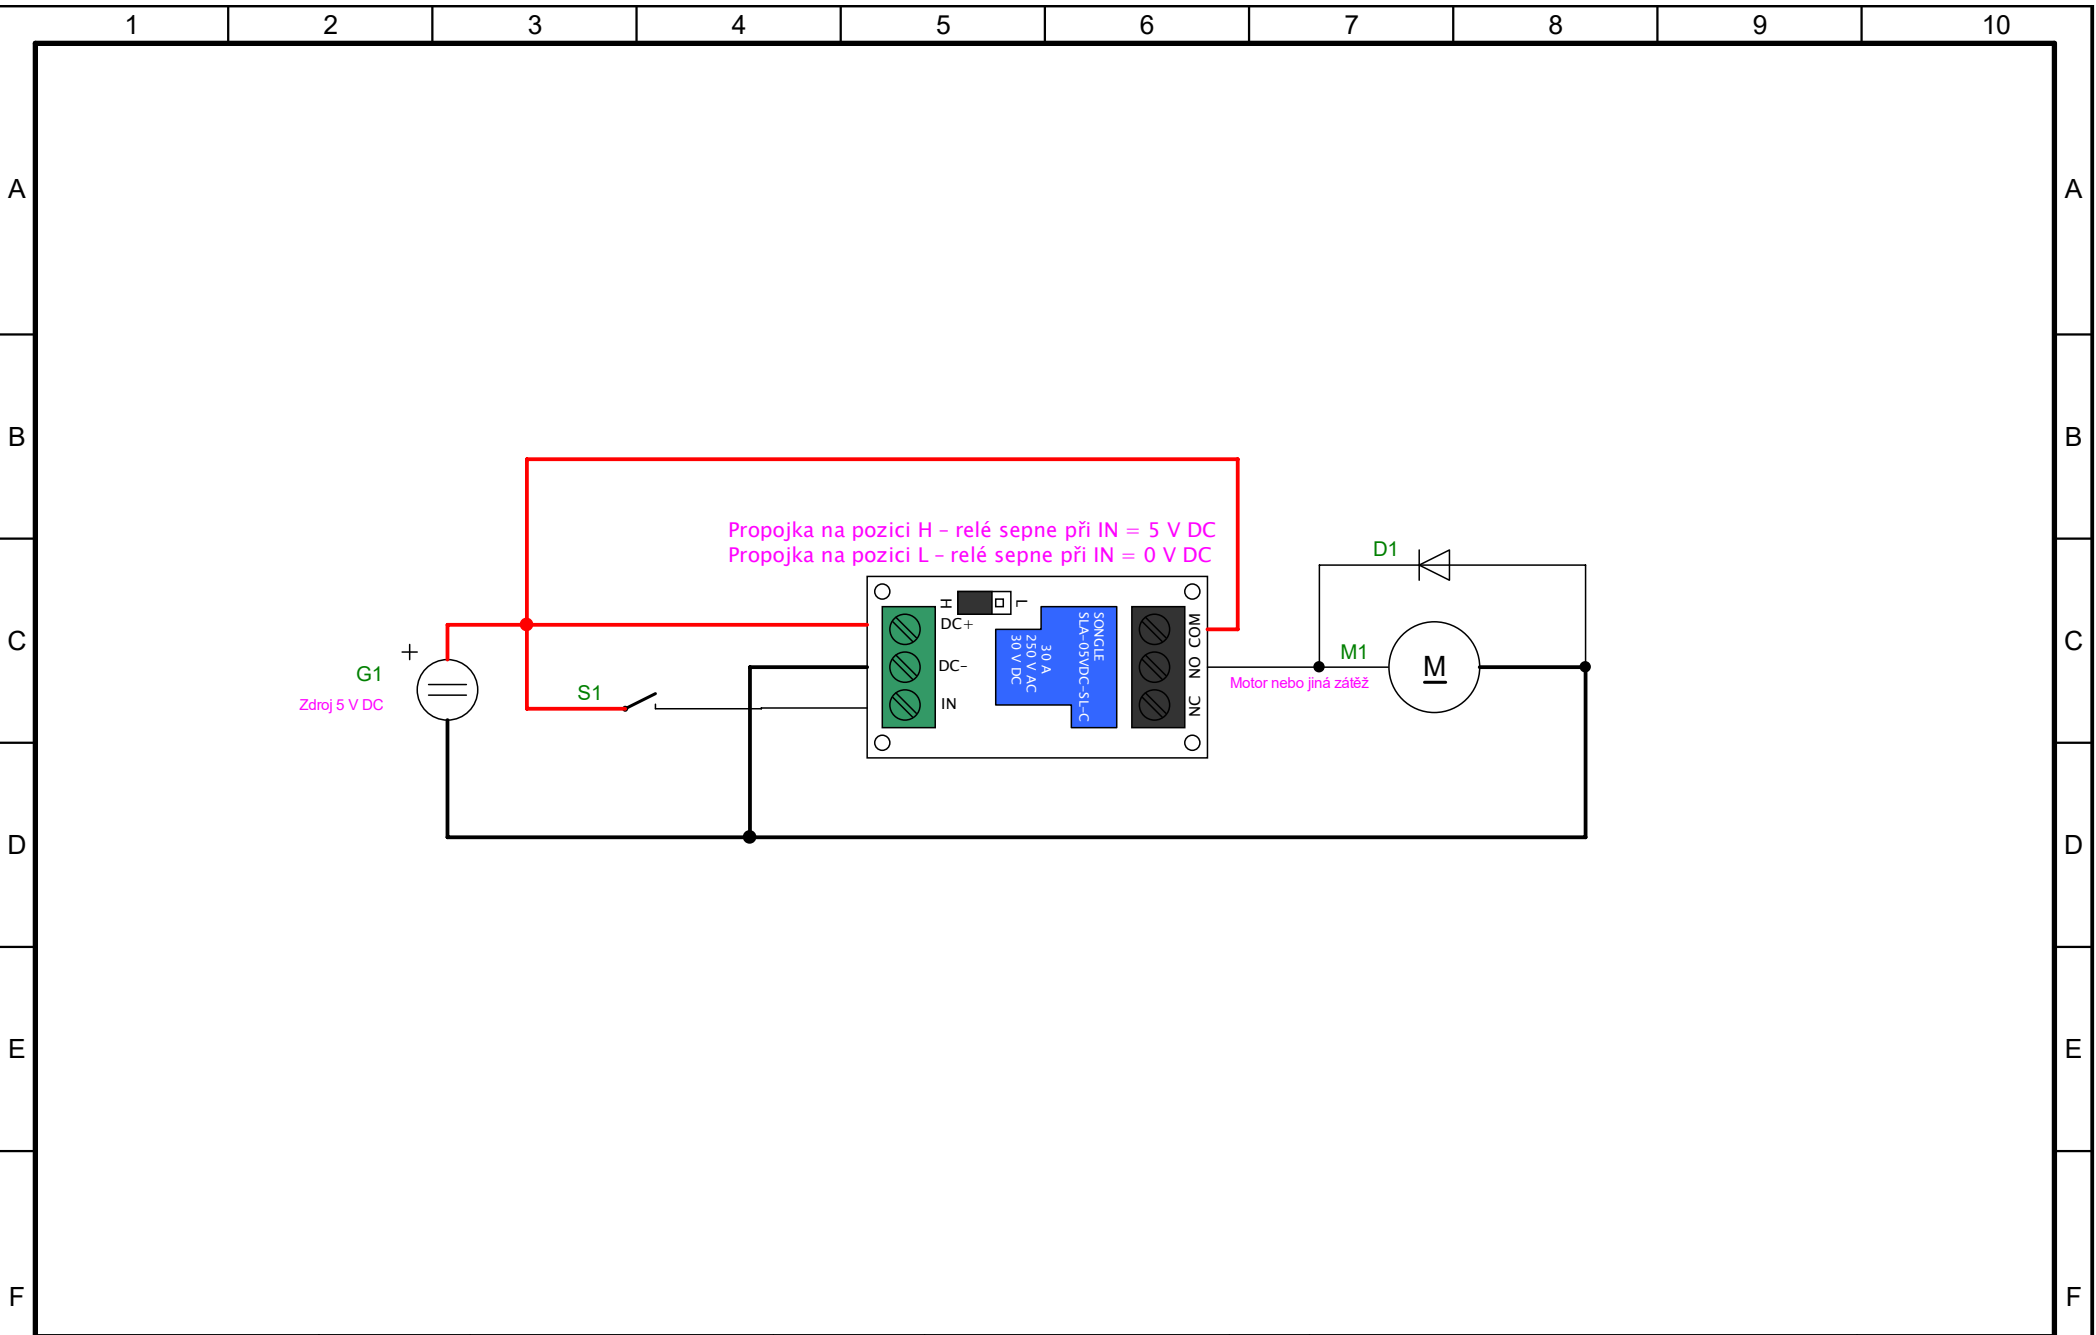 1 2 3 4 5 6 7 8 9 10
A A
B B
Propojka na pozici H – relé sepne při IN = 5 V DC
Propojka na pozici L – relé sepne při IN = 0 V DC
D1
H L
DC+
DC-
IN
SONGLE
SLA-05VDC-SL-C
30 A
250 V AC
30 V DC
COM
NO
NC
C C
+
G1
Zdroj 5 V DC
S1
M1
M
Motor nebo jiná zátěž
D D
E E
F F